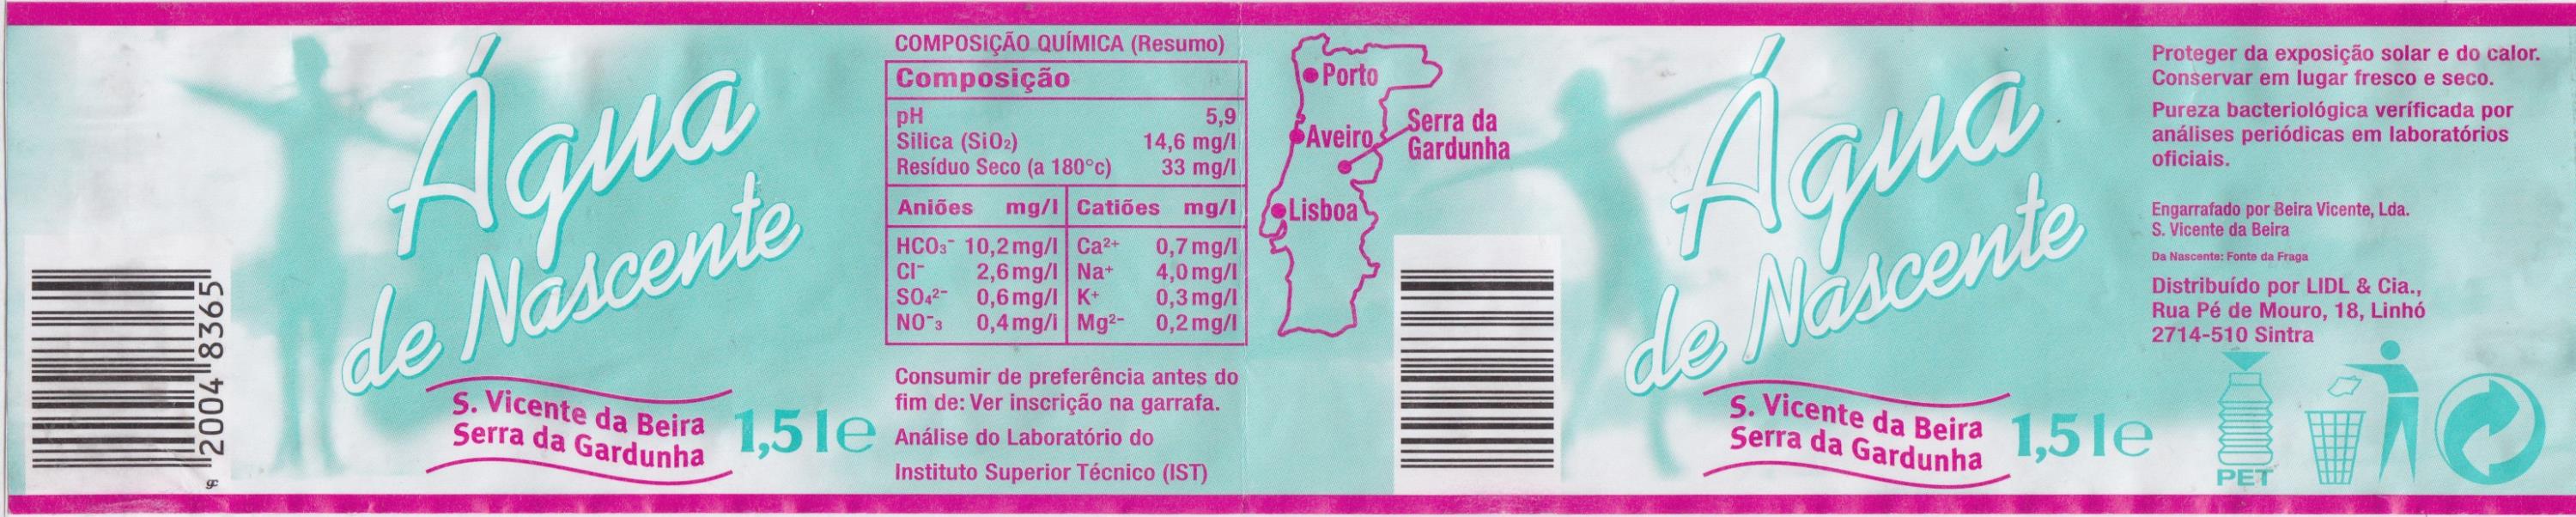 2004 8365
Água
de Nascente
S. Vicente da Beira
Serra da Gardunha
1,5 l e
COMPOSIÇÃO QUÍMICA (Resumo)
Composição
pH 5,9
Silica (SiO₂) 14,6 mg/l
Resíduo Seco (a 180°c) 33 mg/l
Aniões mg/l Catiões mg/l
HCO₃⁻ 10,2 mg/l Ca²⁺ 0,7 mg/l
Cl⁻ 2,6 mg/l Na⁺ 4,0 mg/l
SO₄²⁻ 0,6 mg/l K⁺ 0,3 mg/l
NO⁻₃ 0,4 mg/l Mg²⁻ 0,2 mg/l
Consumir de preferência antes do
fim de: Ver inscrição na garrafa.
Análise do Laboratório do
Instituto Superior Técnico (IST)
Porto
Aveiro
Serra da
Gardunha
Lisboa
Água
de Nascente
S. Vicente da Beira
Serra da Gardunha
1,5 l e
Proteger da exposição solar e do calor.
Conservar em lugar fresco e seco.
Pureza bacteriológica veríficada por
análises periódicas em laboratórios
oficiais.
Engarrafado por Beira Vicente, Lda.
S. Vicente da Beira
Da Nascente: Fonte da Fraga
Distribuído por LIDL & Cia.,
Rua Pé de Mouro, 18, Linhó
2714-510 Sintra
PET